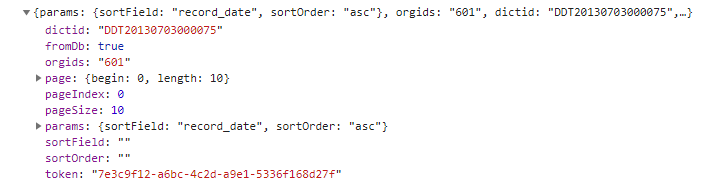 ▼{params: {sortField: "record_date", sortOrder: "asc"}, orgids: "601", dictid: "DDT20130703000075",…}
dictid: "DDT20130703000075"
fromDb: true
orgids: "601"
▶page: {begin: 0, length: 10}
pageIndex: 0
pageSize: 10
▶params: {sortField: "record_date", sortOrder: "asc"}
sortField: ""
sortOrder: ""
token: "7e3c9f12-a6bc-4c2d-a9e1-5336f168d27f"